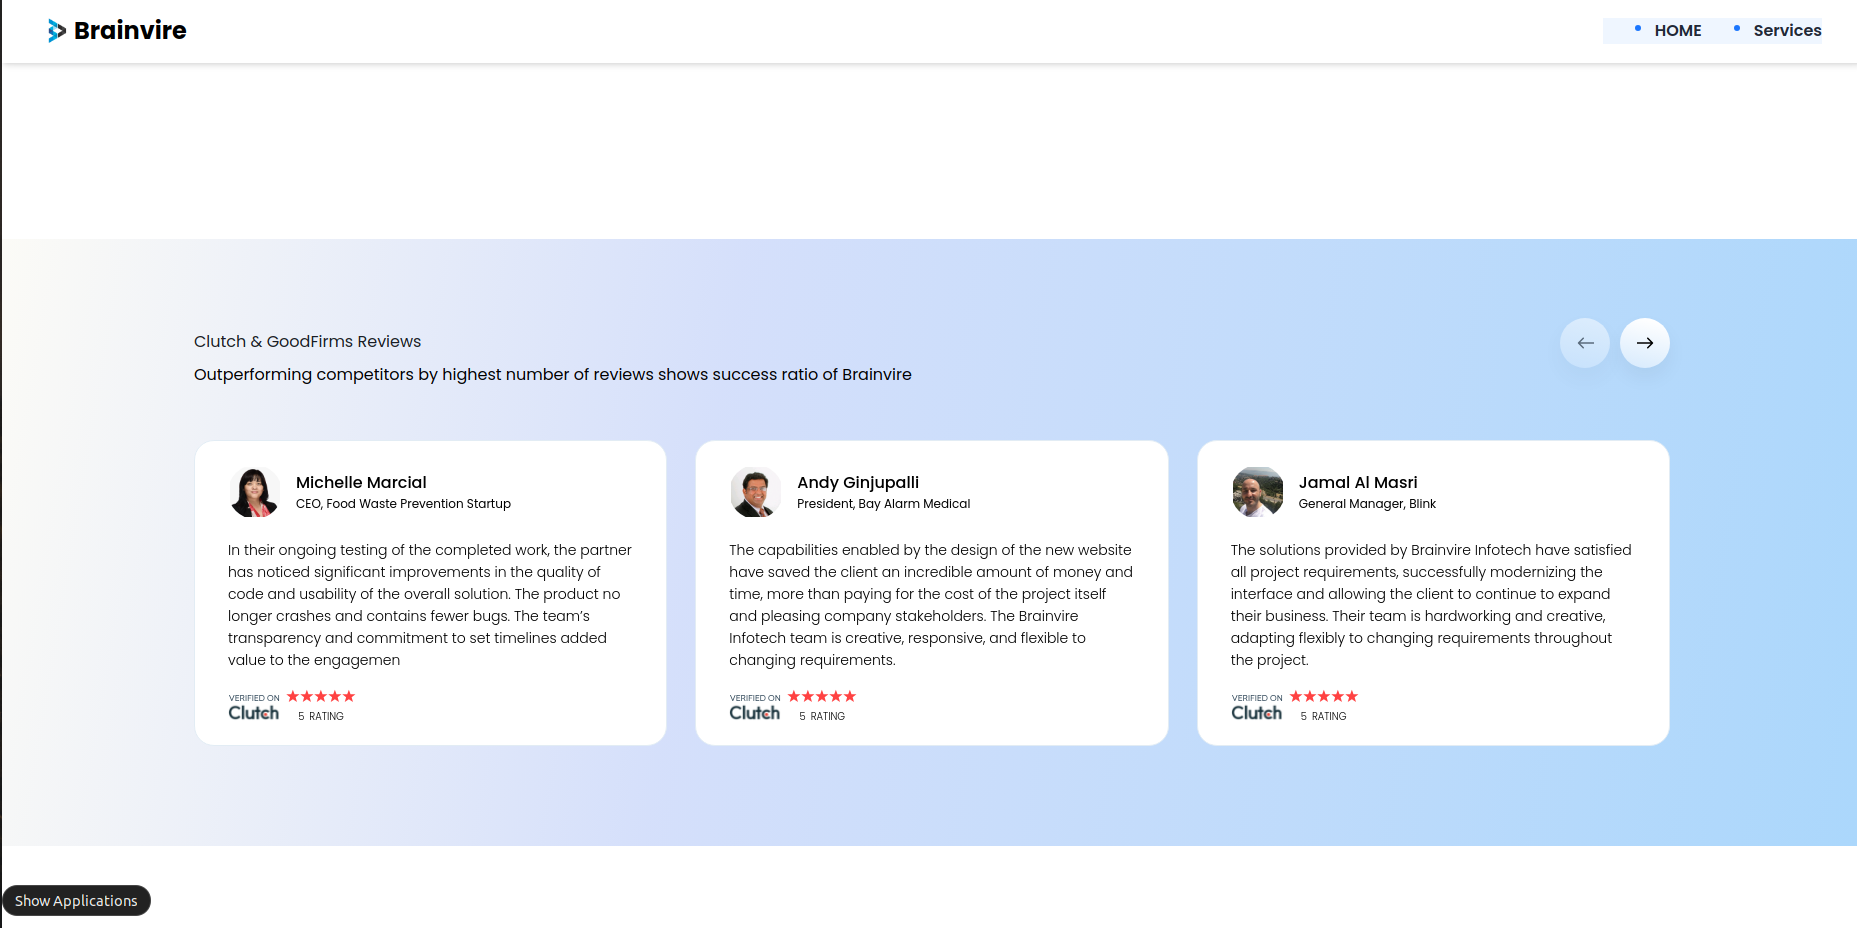 Brainvire
HOME
Services
Clutch & GoodFirms Reviews
Outperforming competitors by highest number of reviews shows success ratio of Brainvire
Michelle Marcial
CEO, Food Waste Prevention Startup
In their ongoing testing of the completed work, the partner
has noticed significant improvements in the quality of
code and usability of the overall solution. The product no
longer crashes and contains fewer bugs. The team’s
transparency and commitment to set timelines added
value to the engagemen
VERIFIED ON
Clutch
5 RATING
Andy Ginjupalli
President, Bay Alarm Medical
The capabilities enabled by the design of the new website
have saved the client an incredible amount of money and
time, more than paying for the cost of the project itself
and pleasing company stakeholders. The Brainvire
Infotech team is creative, responsive, and flexible to
changing requirements.
VERIFIED ON
Clutch
5 RATING
Jamal Al Masri
General Manager, Blink
The solutions provided by Brainvire Infotech have satisfied
all project requirements, successfully modernizing the
interface and allowing the client to continue to expand
their business. Their team is hardworking and creative,
adapting flexibly to changing requirements throughout
the project.
VERIFIED ON
Clutch
5 RATING
Show Applications